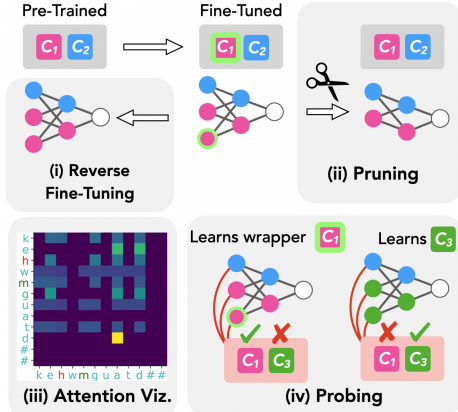 Pre-Trained
Fine-Tuned
C1 C2
C1 C2
C1 C2
(i) Reverse
Fine-Tuning
(ii) Pruning
k
e
h
w
m
g
u
a
t
d
#
#
k e h w m g u a t d # #
(iii) Attention Viz.
Learns wrapper C1
Learns C3
C1 C3
C1 C3
(iv) Probing